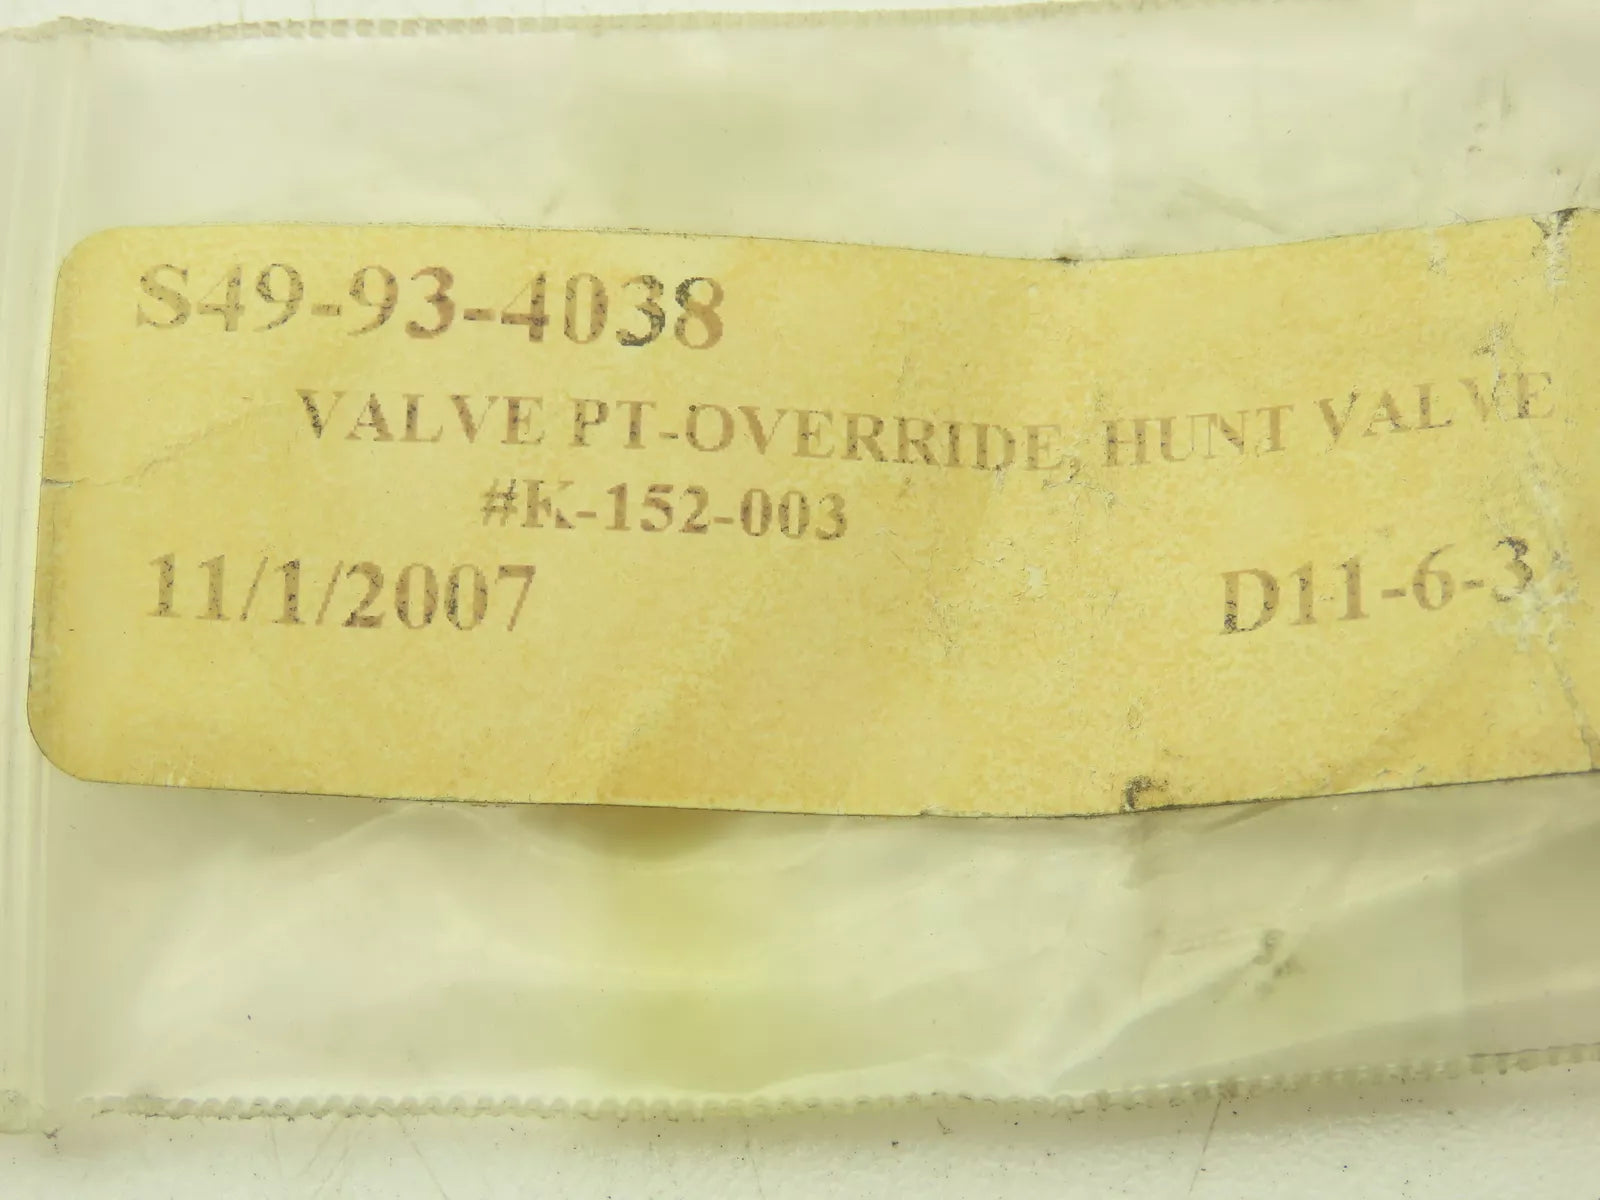 S49-93-4038
VALVE PT-OVERRIDE, HUNT VALVE
#K-152-003
11/1/2007 D11-6-3